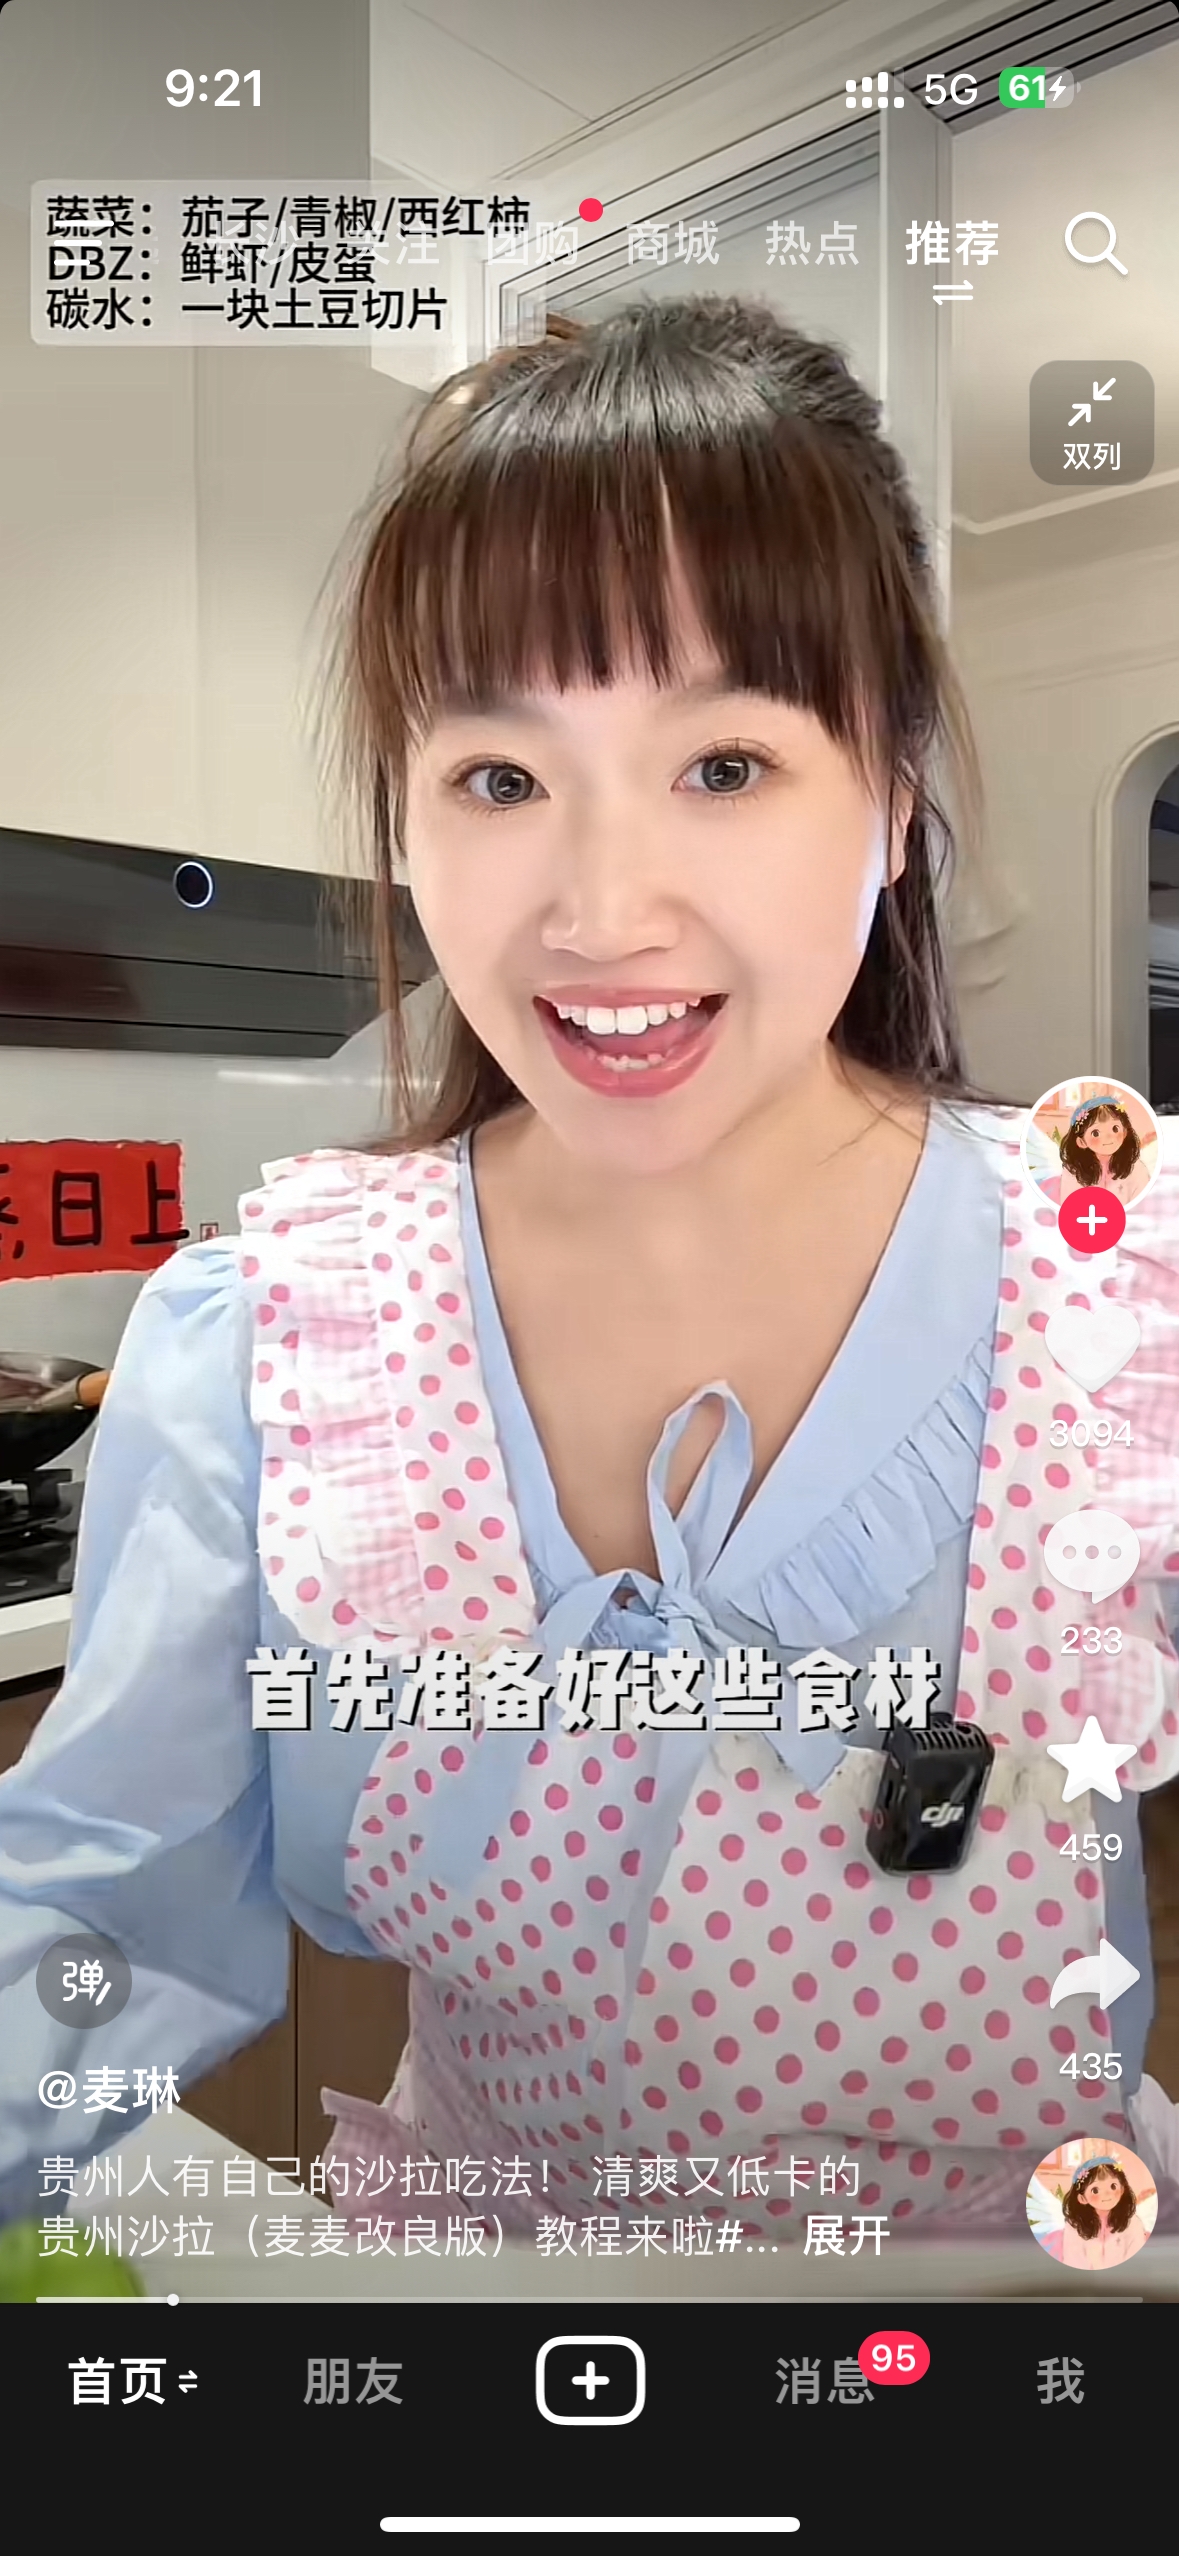 9:21
5G
61
蔬菜：茄子/青椒/西红柿
DBZ：鲜虾/皮蛋
碳水：一块土豆切片
长沙 关注 团购 商城 热点 推荐
双列
日上
3094
233
首先准备好这些食材
dji
459
弹
435
@麦琳
贵州人有自己的沙拉吃法！ 清爽又低卡的
贵州沙拉（麦麦改良版）教程来啦#... 展开
首页 朋友 消息 95 我